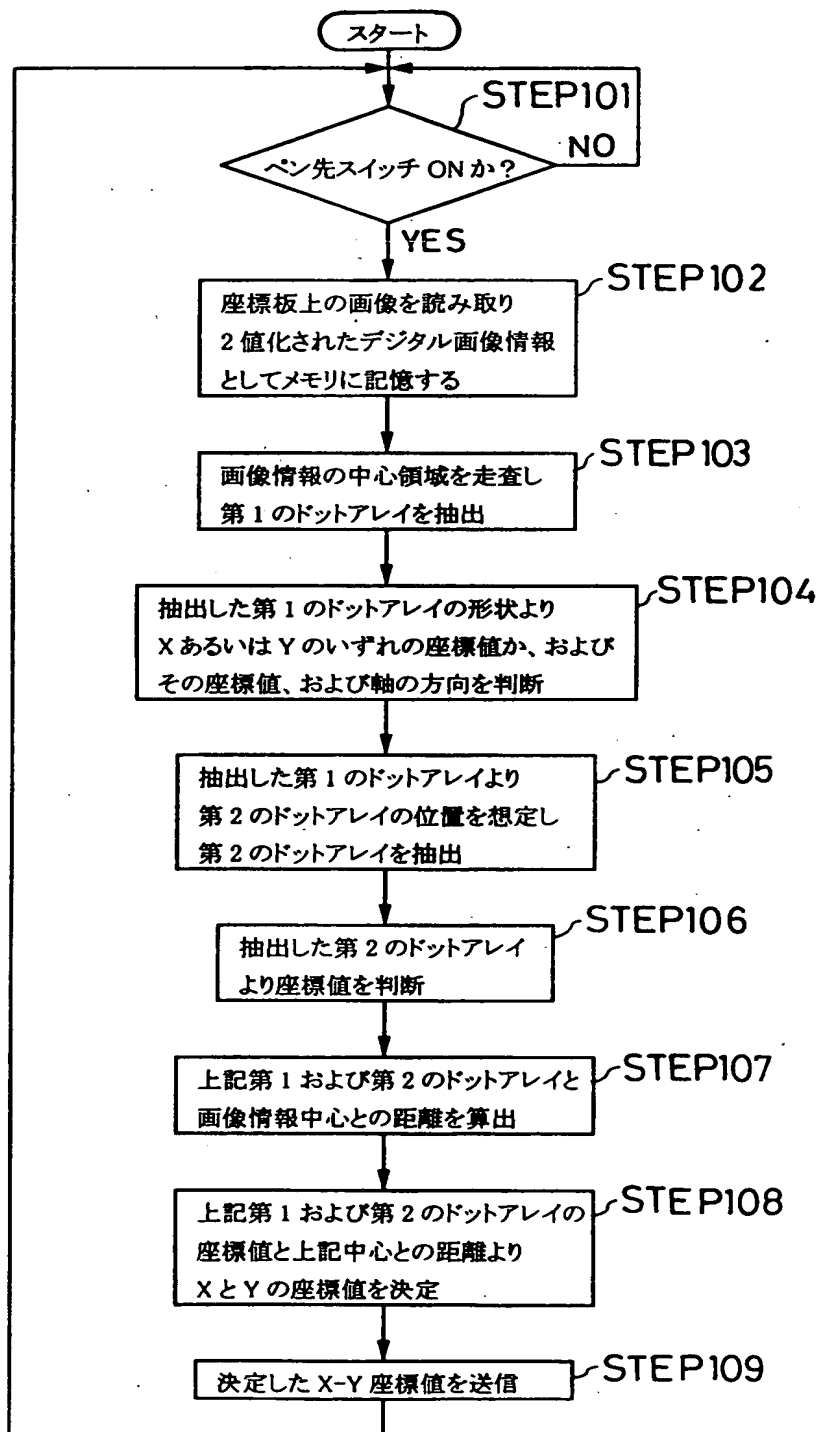 スタート
STEP101
ペン先スイッチ ONか?
NO
YES
STEP102
座標板上の画像を読み取り
2値化されたデジタル画像情報
としてメモリに記憶する
STEP103
画像情報の中心領域を走査し
第1のドットアレイを抽出
STEP104
抽出した第1のドットアレイの形状より
XあるいはYのいずれの座標値か、および
その座標値、および軸の方向を判断
STEP105
抽出した第1のドットアレイより
第2のドットアレイの位置を想定し
第2のドットアレイを抽出
STEP106
抽出した第2のドットアレイ
より座標値を判断
STEP107
上記第1および第2のドットアレイと
画像情報中心との距離を算出
STEP108
上記第1および第2のドットアレイの
座標値と上記中心との距離より
XとYの座標値を決定
STEP109
決定したX-Y座標値を送信